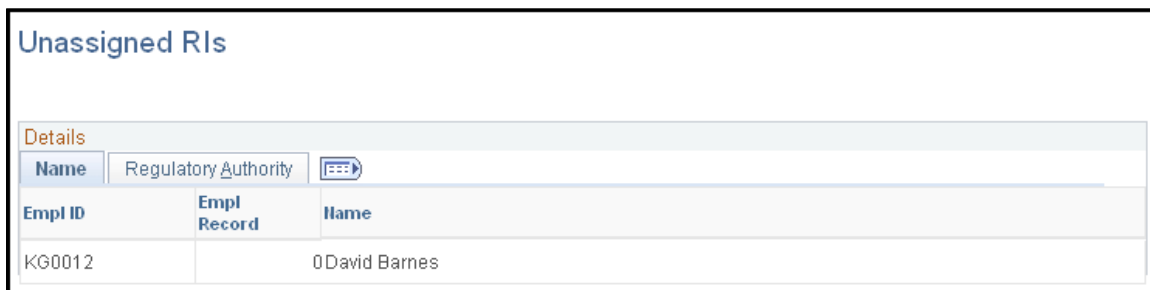 Unassigned RIs
Details
Name Regulatory Authority
Empl ID Empl Record Name
KG0012 0 David Barnes